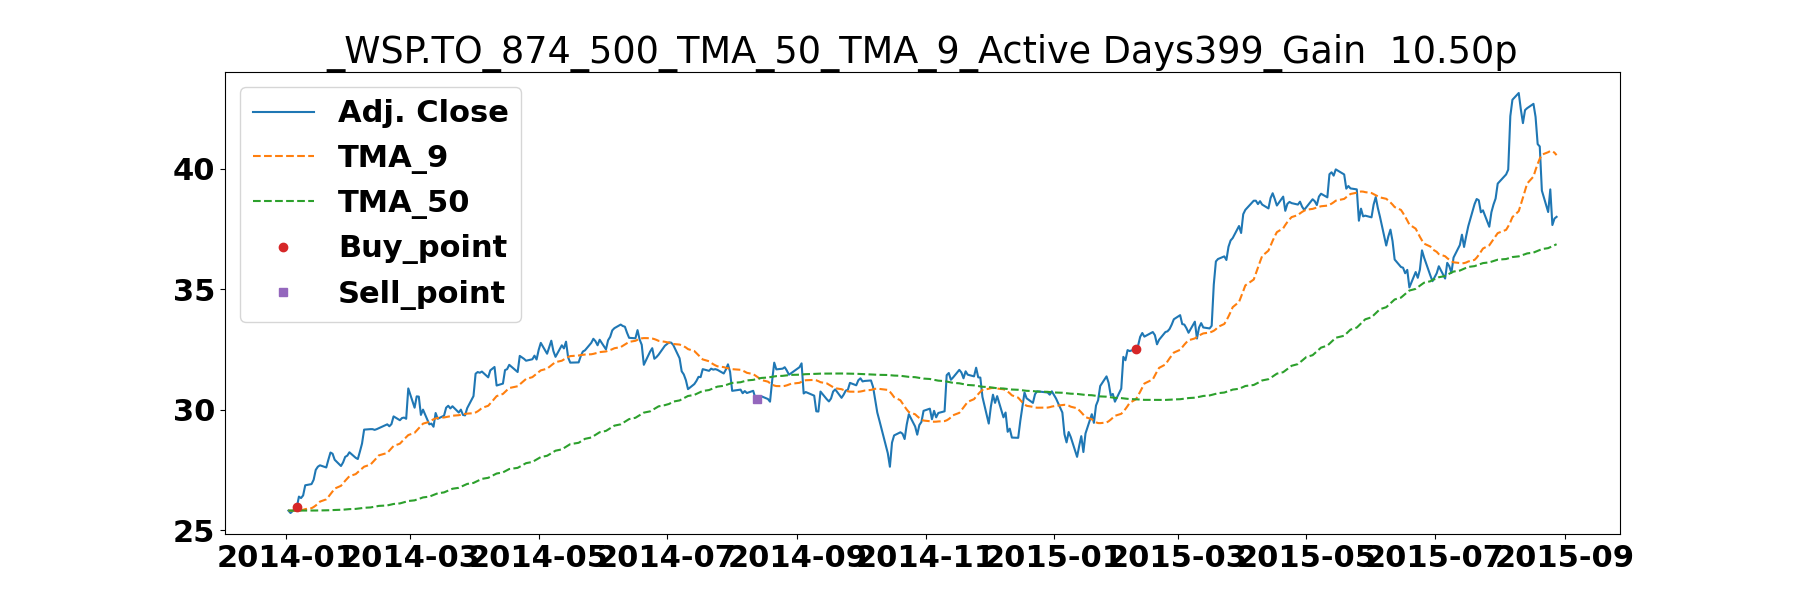 _WSP.TO_874_500_TMA_50_TMA_9_Active Days399_Gain  10.50p
Adj. Close
TMA_9
TMA_50
Buy_point
Sell_point
40
35
30
25
2014-01 2014-03 2014-05 2014-07 2014-09 2014-11 2015-01 2015-03 2015-05 2015-07 2015-09